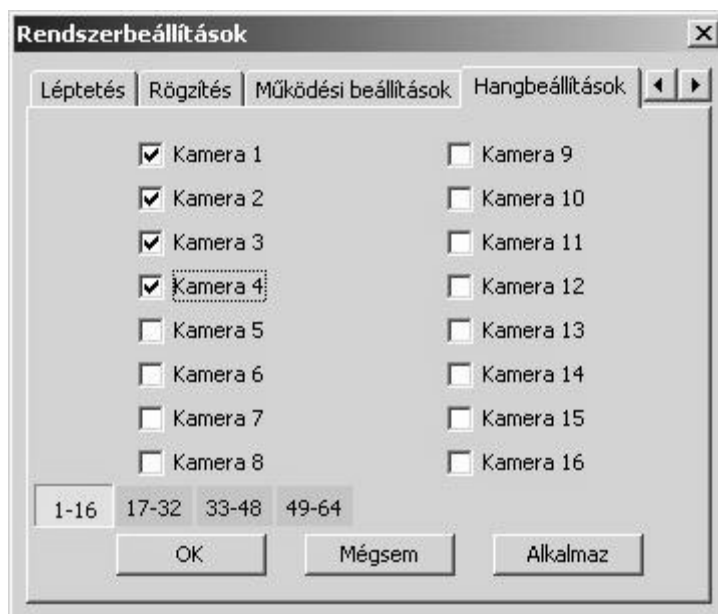 Rendszerbeállítások
Léptetés Rögzítés Működési beállítások Hangbeállítások
Kamera 1 Kamera 9
Kamera 2 Kamera 10
Kamera 3 Kamera 11
Kamera 4 Kamera 12
Kamera 5 Kamera 13
Kamera 6 Kamera 14
Kamera 7 Kamera 15
Kamera 8 Kamera 16
1-16 17-32 33-48 49-64
OK Mégsem Alkalmaz